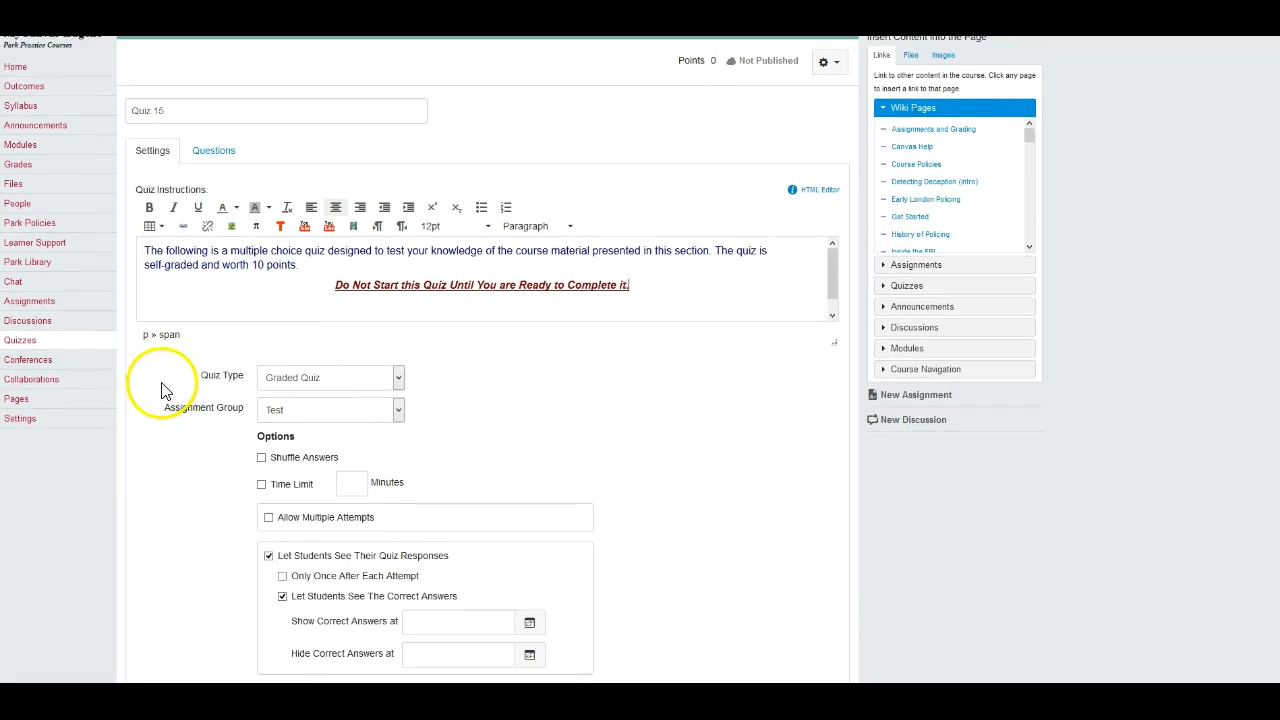 Park Practice Courses
Home
Outcomes
Syllabus
Announcements
Modules
Grades
Files
People
Park Policies
Learner Support
Park Library
Chat
Assignments
Discussions
Quizzes
Conferences
Collaborations
Pages
Settings
Points 0 Not Published
Quiz 15
Settings Questions
Quiz Instructions:
HTML Editor
12pt Paragraph
The following is a multiple choice quiz designed to test your knowledge of the course material presented in this section. The quiz is
self-graded and worth 10 points.
Do Not Start this Quiz Until You are Ready to Complete it.
p » span
Quiz Type Graded Quiz
Assignment Group Test
Options
Shuffle Answers
Time Limit Minutes
Allow Multiple Attempts
Let Students See Their Quiz Responses
Only Once After Each Attempt
Let Students See The Correct Answers
Show Correct Answers at
Hide Correct Answers at
Insert Content into the Page
Links Files Images
Link to other content in the course. Click any page
to insert a link to that page.
Wiki Pages
Assignments and Grading
Canvas Help
Course Policies
Detecting Deception (Intro)
Early London Policing
Get Started
History of Policing
Inside the FBI
Assignments
Quizzes
Announcements
Discussions
Modules
Course Navigation
New Assignment
New Discussion